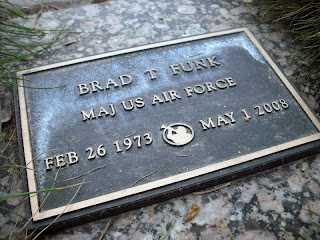 BRAD T FUNK
MAJ US AIR FORCE
FEB 26 1973 MAY 1 2008